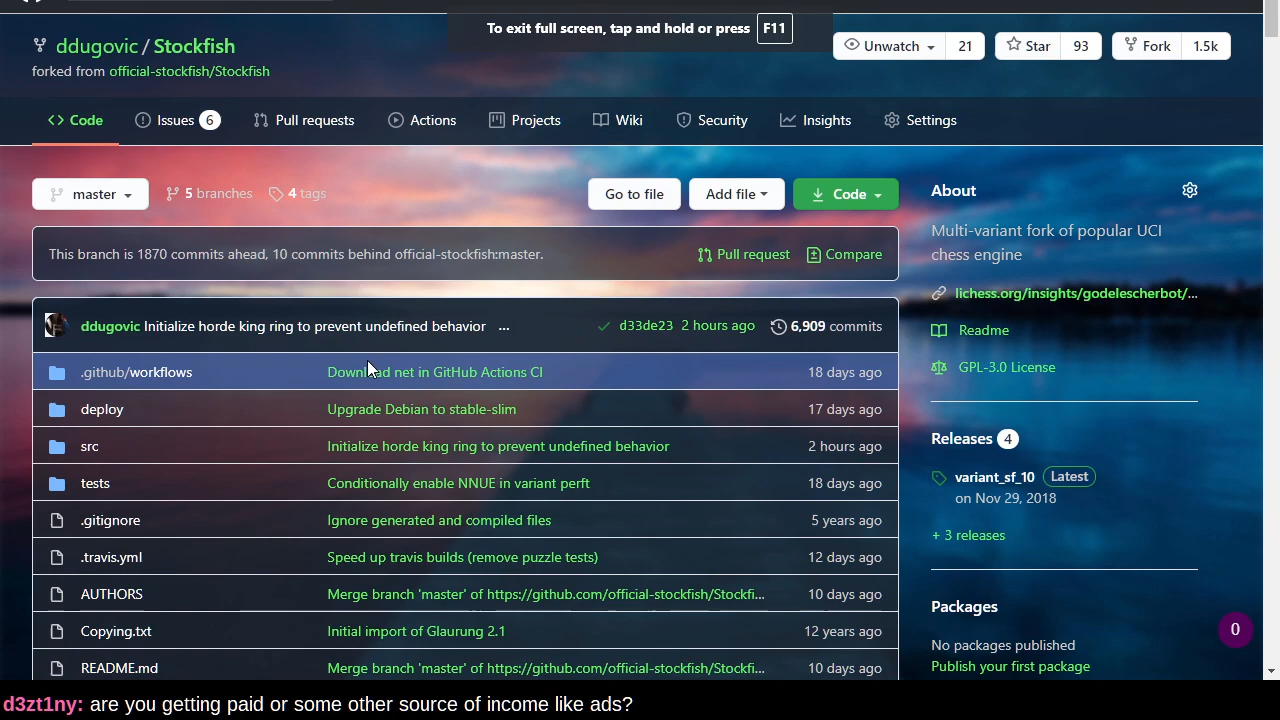 To exit full screen, tap and hold or press F11
ddugovic / Stockfish
Unwatch 21 Star 93 Fork 1.5k
forked from official-stockfish/Stockfish
<> Code Issues 6 Pull requests Actions Projects Wiki Security Insights Settings
master 5 branches 4 tags Go to file Add file Code
This branch is 1870 commits ahead, 10 commits behind official-stockfish:master. Pull request Compare
ddugovic Initialize horde king ring to prevent undefined behavior ... d33de23 2 hours ago 6,909 commits
.github/workflows Download net in GitHub Actions CI 18 days ago
deploy Upgrade Debian to stable-slim 17 days ago
src Initialize horde king ring to prevent undefined behavior 2 hours ago
tests Conditionally enable NNUE in variant perft 18 days ago
.gitignore Ignore generated and compiled files 5 years ago
.travis.yml Speed up travis builds (remove puzzle tests) 12 days ago
AUTHORS Merge branch 'master' of https://github.com/official-stockfish/Stockfi... 10 days ago
Copying.txt Initial import of Glaurung 2.1 12 years ago
README.md Merge branch 'master' of https://github.com/official-stockfish/Stockfi... 10 days ago
About
Multi-variant fork of popular UCI
chess engine
lichess.org/insights/godelescherbot/...
Readme
GPL-3.0 License
Releases 4
variant_sf_10 Latest
on Nov 29, 2018
+ 3 releases
Packages
No packages published
Publish your first package
0
d3zt1ny: are you getting paid or some other source of income like ads?